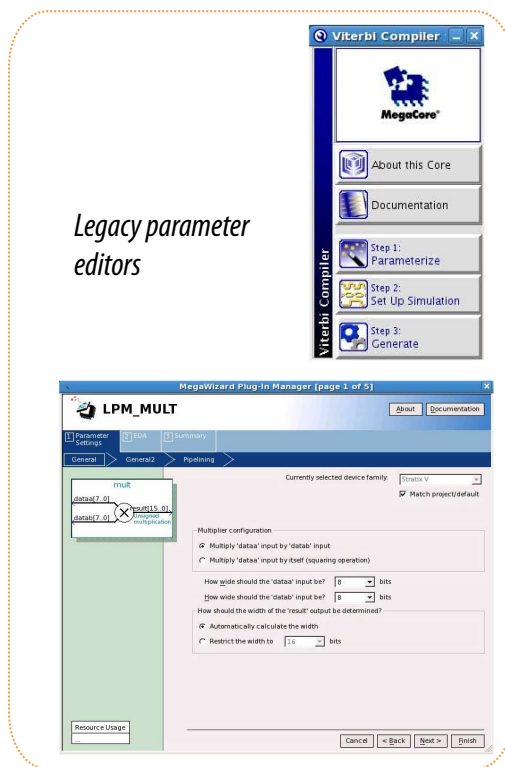 Viterbi Compiler
MegaCore®
About this Core
Documentation
Step 1:
Parameterize
Step 2:
Set Up Simulation
Step 3:
Generate
Viterbi Compiler
Legacy parameter
editors
MegaWizard Plug-In Manager [page 1 of 5]
LPM_MULT
About Documentation
1 Parameter Settings 2 EDA 3 Summary
General General2 Pipelining
Currently selected device family: Stratix V
Match project/default
mult
dataa[7..0]
result[15..0]
datab[7..0]
Unsigned
multiplication
Multiplier configuration
Multiply 'dataa' input by 'datab' input
Multiply 'dataa' input by itself (squaring operation)
How wide should the 'dataa' input be? 8 bits
How wide should the 'datab' input be? 8 bits
How should the width of the 'result' output be determined?
Automatically calculate the width
Restrict the width to 16 bits
Resource Usage
...
Cancel < Back Next > Finish